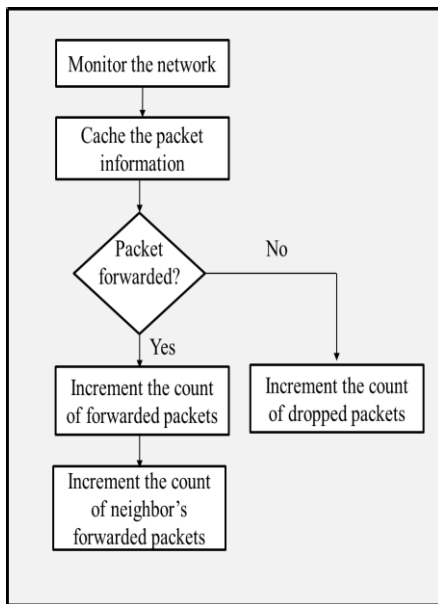 Monitor the network
Cache the packet
information
Packet
forwarded?
No
Yes
Increment the count
of forwarded packets
Increment the count
of dropped packets
Increment the count
of neighbor's
forwarded packets